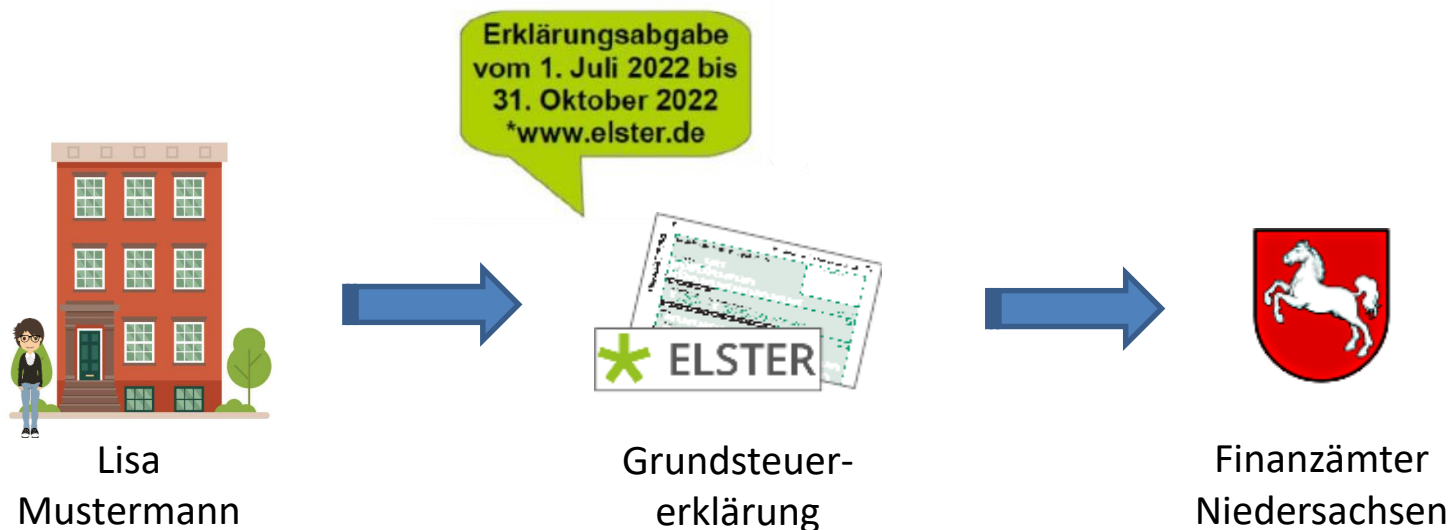 Erklärungsabgabe
vom 1. Juli 2022 bis
31. Oktober 2022
*www.elster.de
ELSTER
Lisa
Mustermann
Grundsteuer-
erklärung
Finanzämter
Niedersachsen